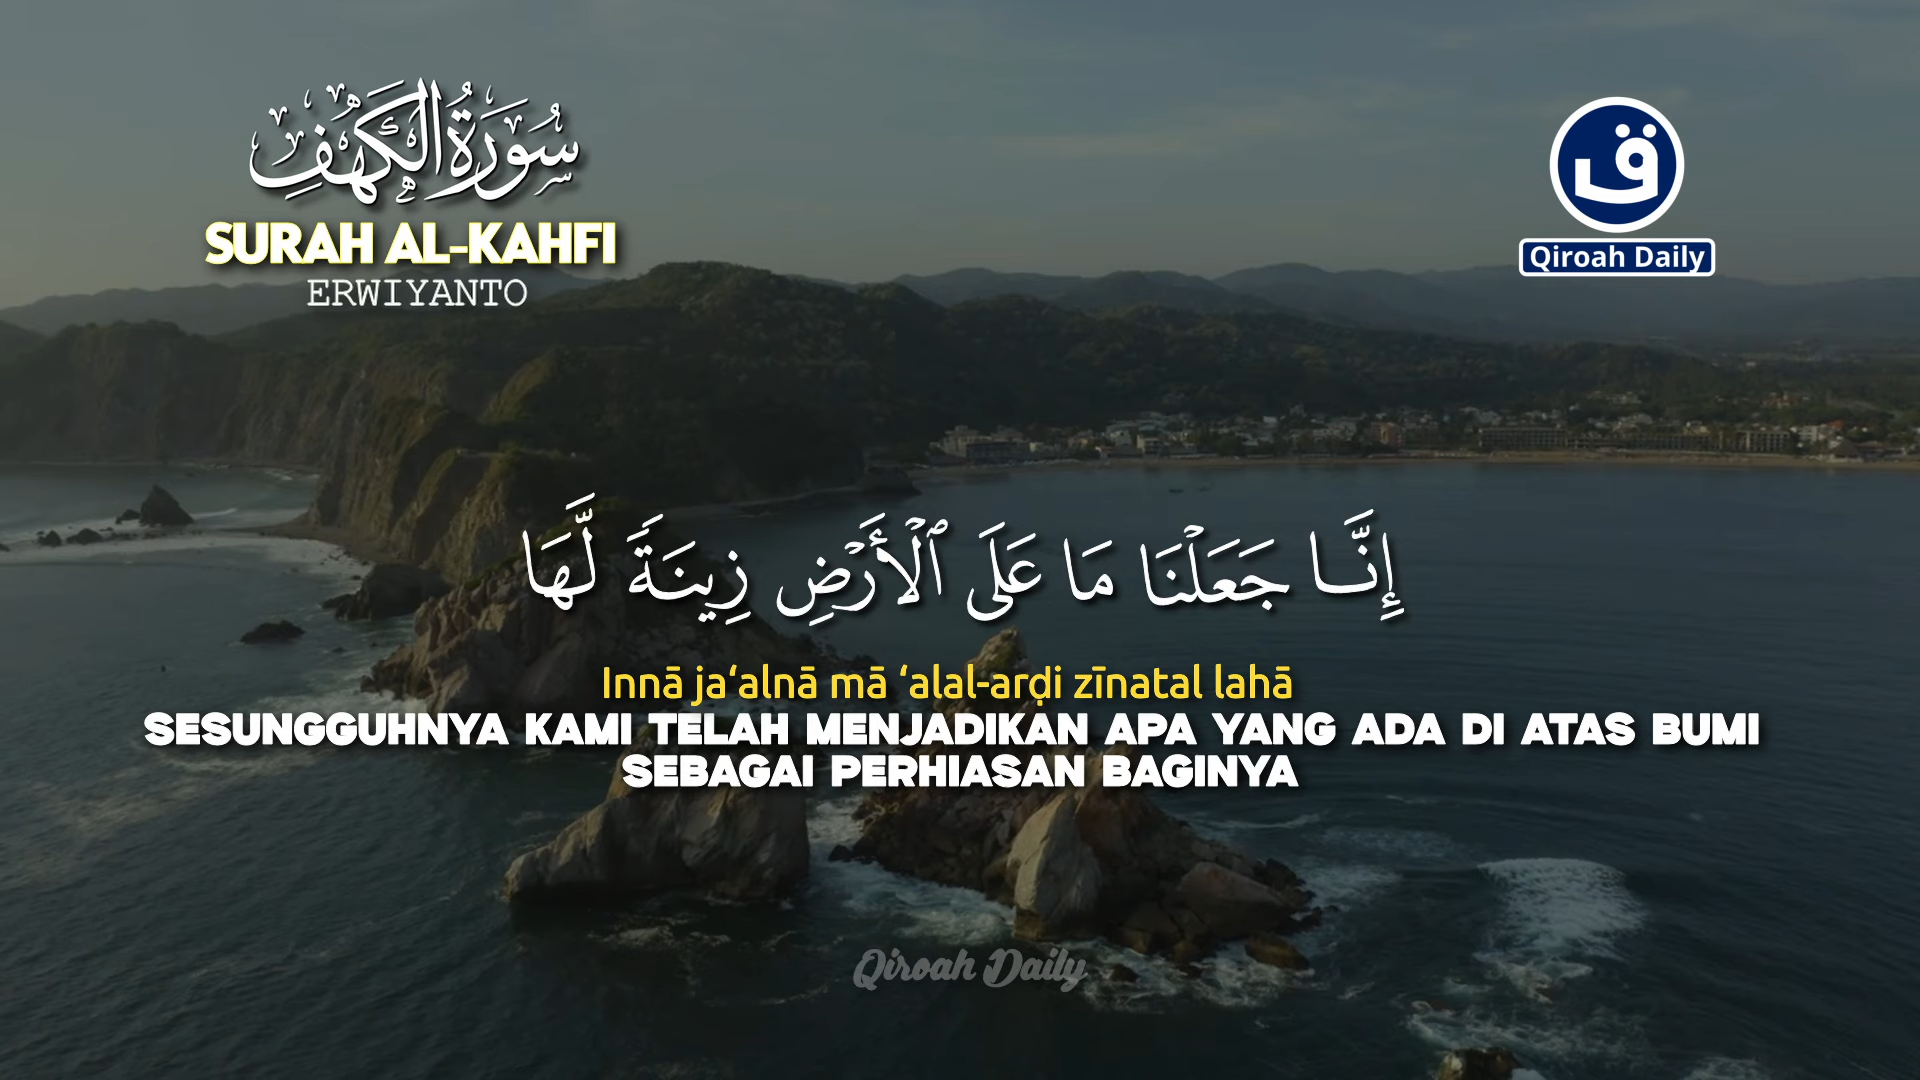 سُورَةُ الْكَهْفِ
SURAH AL-KAHFI
ERWIYANTO
ق
Qiroah Daily
إِنَّا جَعَلْنَا مَا عَلَى ٱلْأَرْضِ زِينَةً لَّهَا
Innā ja‘alnā mā ‘alal-arḍi zīnatal lahā
SESUNGGUHNYA KAMI TELAH MENJADIKAN APA YANG ADA DI ATAS BUMI
SEBAGAI PERHIASAN BAGINYA
Qiroah Daily